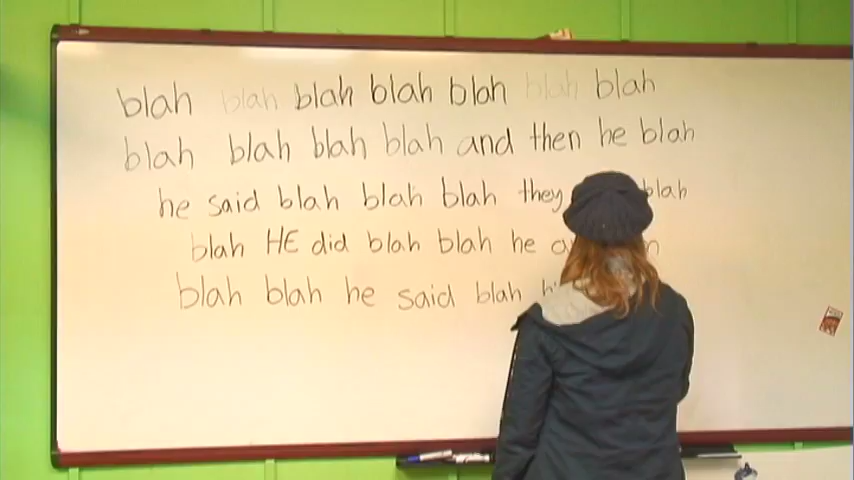 blah blah blah blah blah blah blah
blah blah blah blah and then he blah
he said blah blah blah they blah
blah HE did blah blah he
blah blah he said blah